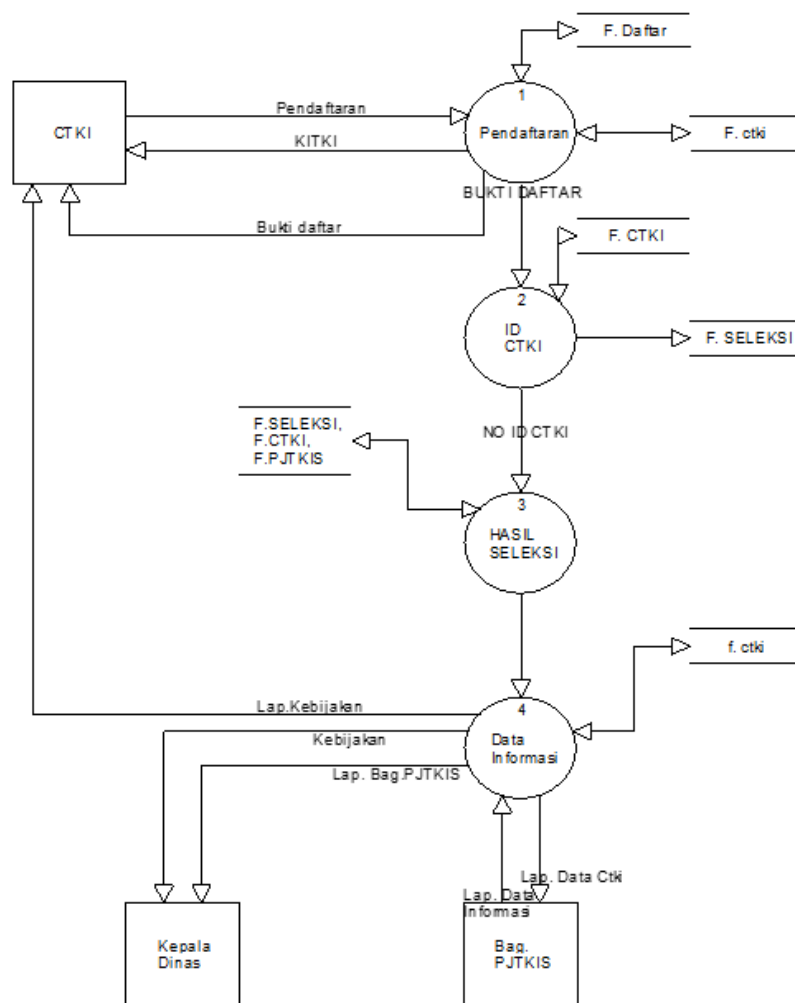 F. Daftar
1
Pendaftaran
CTKI
Pendaftaran
F. ctki
KITKI
BUKTI DAFTAR
Bukti daftar
F. CTKI
2
ID
CTKI
F. SELEKSI
F.SELEKSI,
F.CTKI,
F.PJTKIS
NO ID CTKI
3
HASIL
SELEKSI
f. ctki
Lap.Kebijakan
4
Data
Informasi
Kebijakan
Lap. Bag.PJTKIS
Lap. Data Ctki
Lap. Data
Informasi
Kepala
Dinas
Bag.
PJTKIS